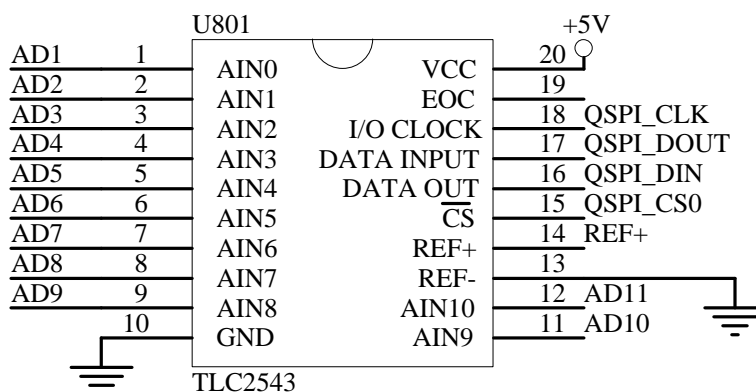 U801 +5V
AD1 1 AIN0 VCC 20
AD2 2 AIN1 EOC 19
AD3 3 AIN2 I/O CLOCK 18 QSPI_CLK
AD4 4 AIN3 DATA INPUT 17 QSPI_DOUT
AD5 5 AIN4 DATA OUT 16 QSPI_DIN
AD6 6 AIN5 CS 15 QSPI_CS0
AD7 7 AIN6 REF+ 14 REF+
AD8 8 AIN7 REF- 13
AD9 9 AIN8 AIN10 12 AD11
10 GND AIN9 11 AD10
TLC2543